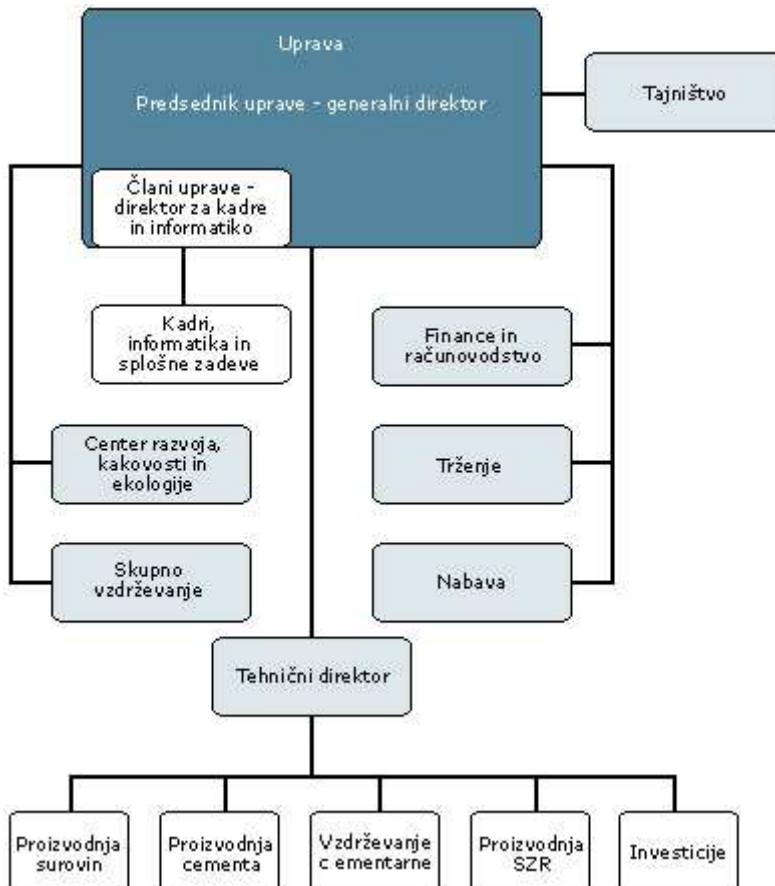 Uprava
Predsednik uprave - generalni direktor
Tajništvo
Člani uprave -
direktor za kadre
in informatiko
Kadri,
informatika in
splošne zadeve
Finance in
računovodstvo
Center razvoja,
kakovosti in
ekologije
Trženje
Skupno
vzdrževanje
Nabava
Tehnični direktor
Proizvodnja
surovin
Proizvodnja
cementa
Vzdrževanje
c ementarne
Proizvodnja
SZR
Investicije